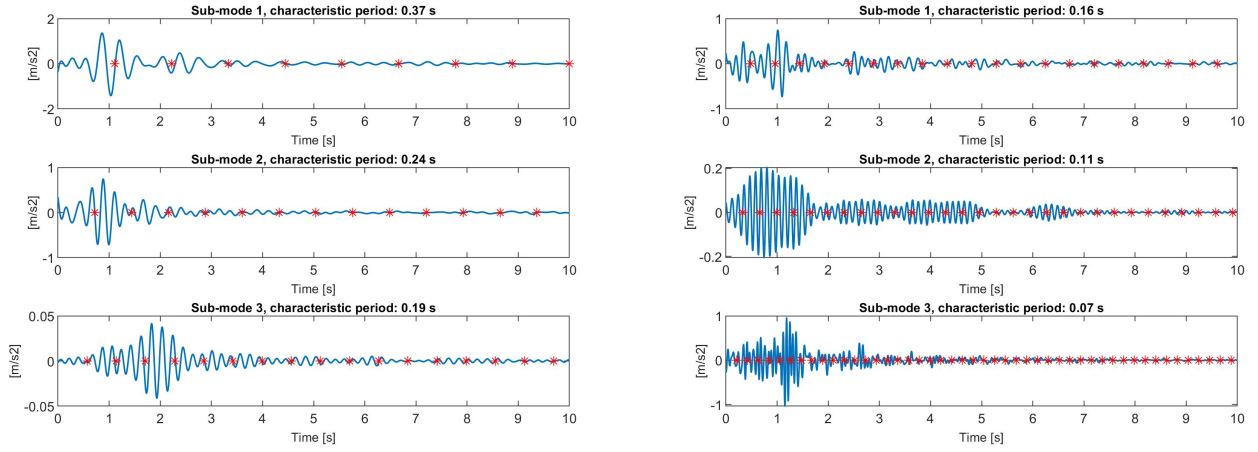 Sub-mode 1, characteristic period: 0.37 s
2
0
-2
[m/s2]
0 1 2 3 4 5 6 7 8 9 10
Time [s]
Sub-mode 2, characteristic period: 0.24 s
1
0
-1
[m/s2]
0 1 2 3 4 5 6 7 8 9 10
Time [s]
Sub-mode 3, characteristic period: 0.19 s
0.05
0
-0.05
[m/s2]
0 1 2 3 4 5 6 7 8 9 10
Time [s]
Sub-mode 1, characteristic period: 0.16 s
1
0
-1
[m/s2]
0 1 2 3 4 5 6 7 8 9 10
Time [s]
Sub-mode 2, characteristic period: 0.11 s
0.2
0
-0.2
[m/s2]
0 1 2 3 4 5 6 7 8 9 10
Time [s]
Sub-mode 3, characteristic period: 0.07 s
1
0
-1
[m/s2]
0 1 2 3 4 5 6 7 8 9 10
Time [s]